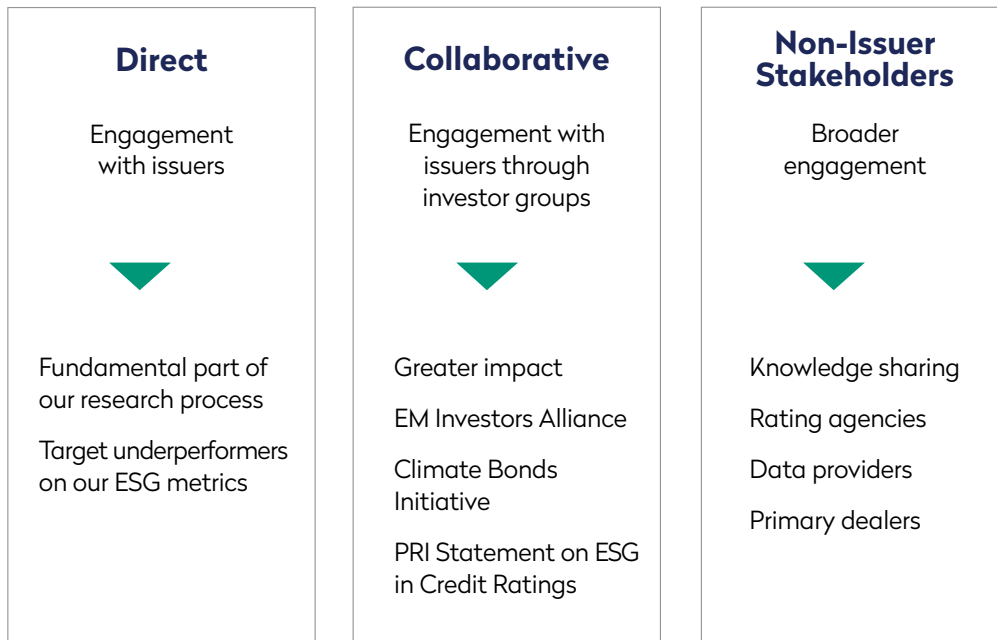 Direct
Engagement
with issuers
Fundamental part of
our research process
Target underperformers
on our ESG metrics
Collaborative
Engagement with
issuers through
investor groups
Greater impact
EM Investors Alliance
Climate Bonds
Initiative
PRI Statement on ESG
in Credit Ratings
Non-Issuer
Stakeholders
Broader
engagement
Knowledge sharing
Rating agencies
Data providers
Primary dealers